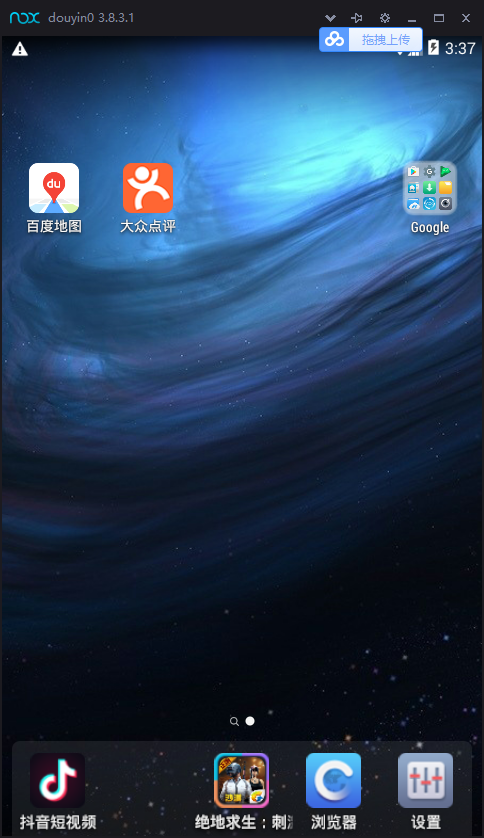 nox douyin0 3.8.3.1
拖拽上传
3:37
du
百度地图
大众点评
Google
抖音短视频
绝地求生：刺激
浏览器
设置